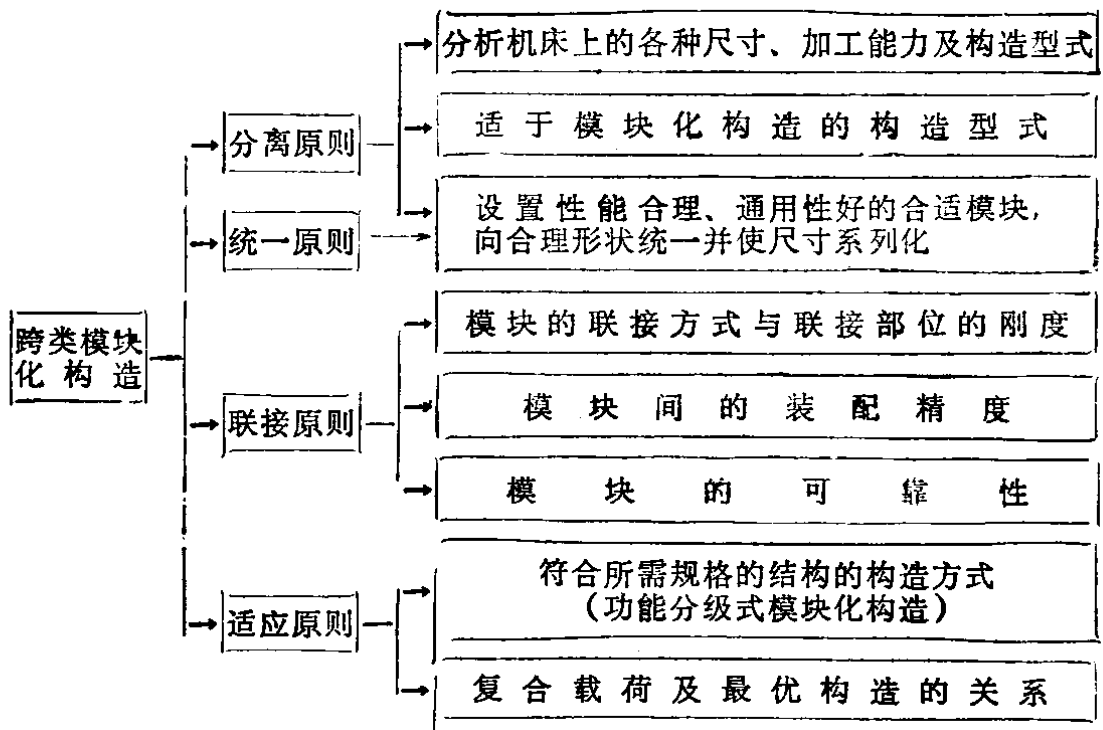 分析机床上的各种尺寸、加工能力及构造型式
分离原则
适于模块化构造的构造型式
设置性能合理、通用性好的合适模块,
统一原则
向合理形状统一并使尺寸系列化
跨类模块
化构造
模块的联接方式与联接部位的刚度
联接原则
模块间的装配精度
模块的可靠性
符合所需规格的结构的构造方式
(功能分级式模块化构造)
适应原则
复合载荷及最优构造的关系